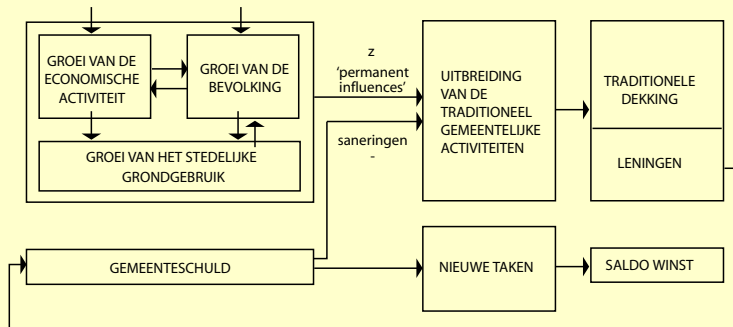 GROEI VAN DE
ECONOMISCHE
ACTIVITEIT
GROEI VAN DE
BEVOLKING
GROEI VAN HET STEDELIJKE
GRONDGEBRUIK
z
'permanent
influences'
saneringen
-
UITBREIDING
VAN DE
TRADITIONEEL
GEMEENTELIJKE
ACTIVITEITEN
TRADITIONELE
DEKKING
LENINGEN
GEMEENTESCHULD
NIEUWE TAKEN
SALDO WINST